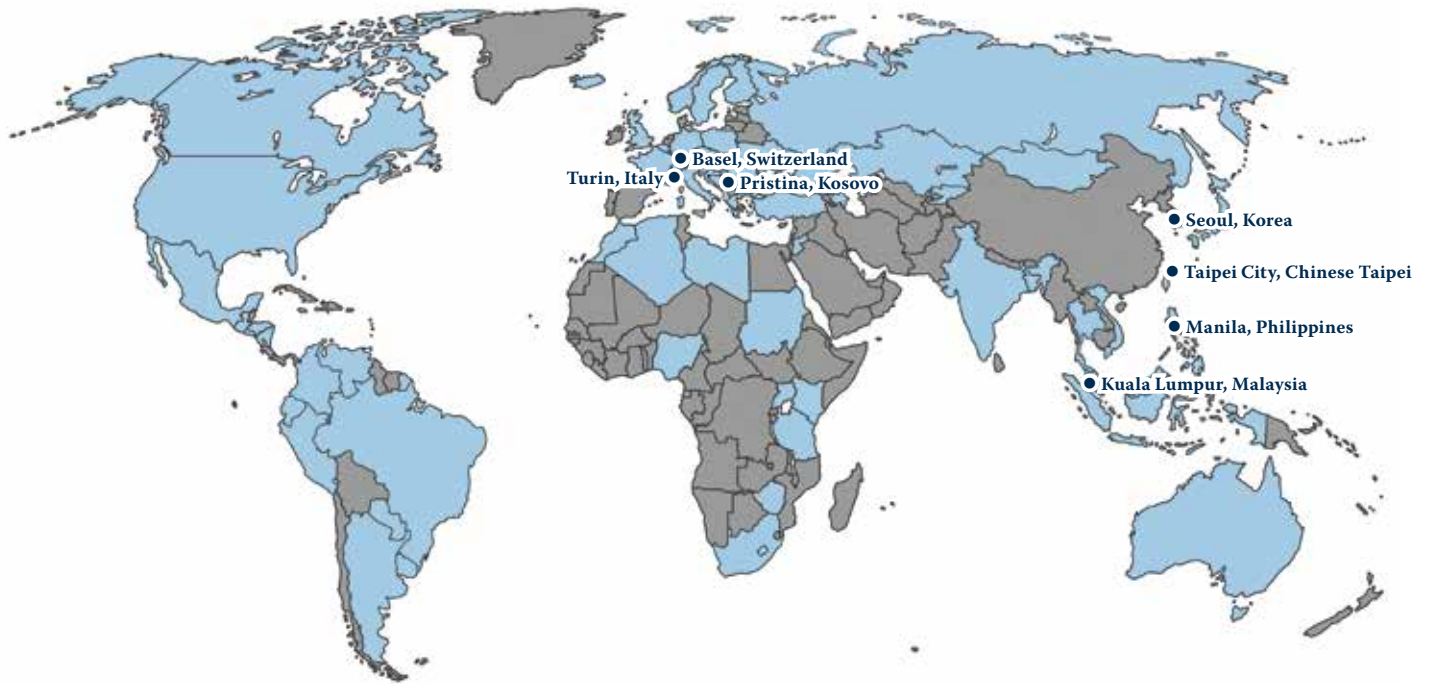 Basel, Switzerland
Turin, Italy
Pristina, Kosovo
Seoul, Korea
Taipei City, Chinese Taipei
Manila, Philippines
Kuala Lumpur, Malaysia